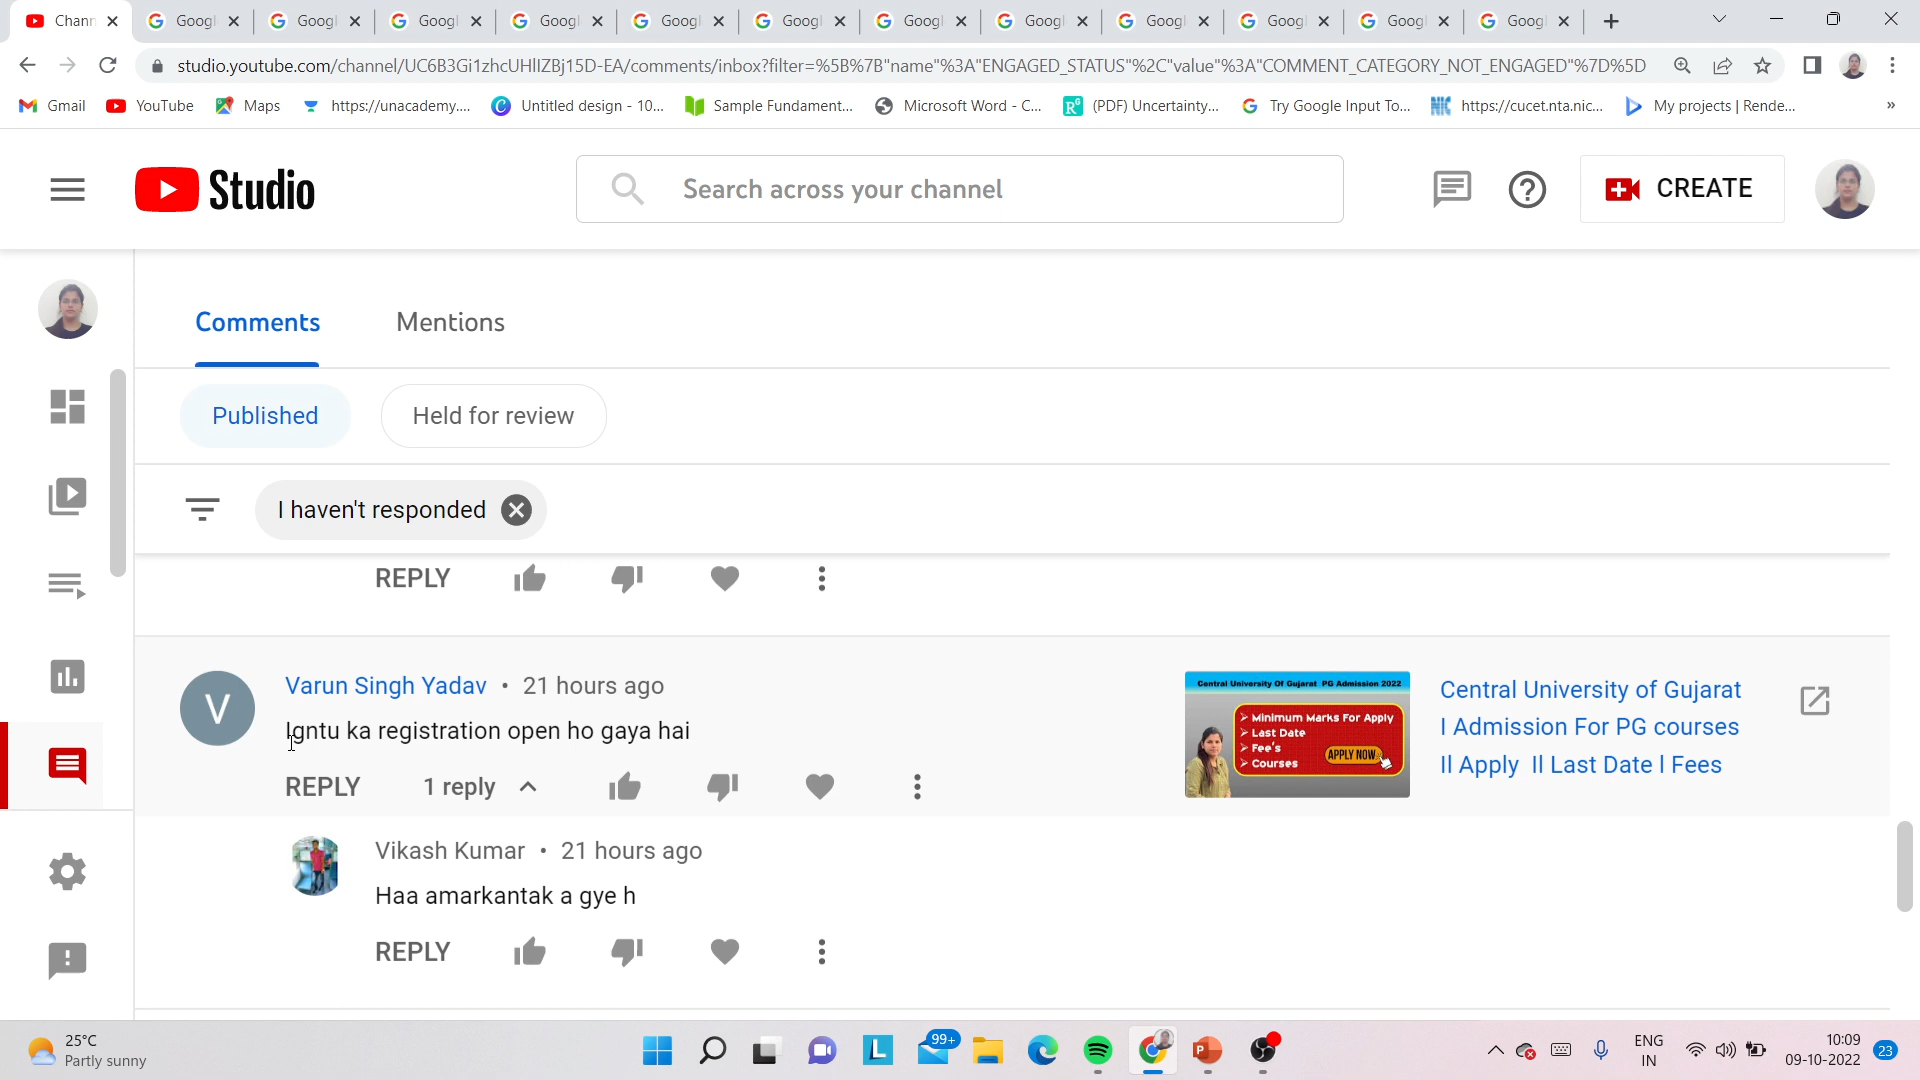 Chann
Googl
Googl
Googl
Googl
Googl
Googl
Googl
Googl
Googl
Googl
Googl
Googl
studio.youtube.com/channel/UC6B3Gi1zhcUHlIZBj15D-EA/comments/inbox?filter=%5B%7B"name"%3A"ENGAGED_STATUS"%2C"value"%3A"COMMENT_CATEGORY_NOT_ENGAGED"%7D%5D
Gmail
YouTube
Maps
https://unacademy....
Untitled design - 10...
Sample Fundament...
Microsoft Word - C...
(PDF) Uncertainty...
Try Google Input To...
https://cucet.nta.nic...
My projects | Rende...
»
Studio
Search across your channel
CREATE
Comments
Mentions
Published
Held for review
I haven't responded
REPLY
V
Varun Singh Yadav • 21 hours ago
Igntu ka registration open ho gaya hai
REPLY
1 reply
Central University Of Gujarat PG Admission 2022
Minimum Marks For Apply
Last Date
Fee's
Courses
APPLY NOW
Central University of Gujarat
I Admission For PG courses
II Apply II Last Date I Fees
Vikash Kumar • 21 hours ago
Haa amarkantak a gye h
REPLY
25°C
Partly sunny
L
99+
P
ENG
IN
10:09
09-10-2022
23